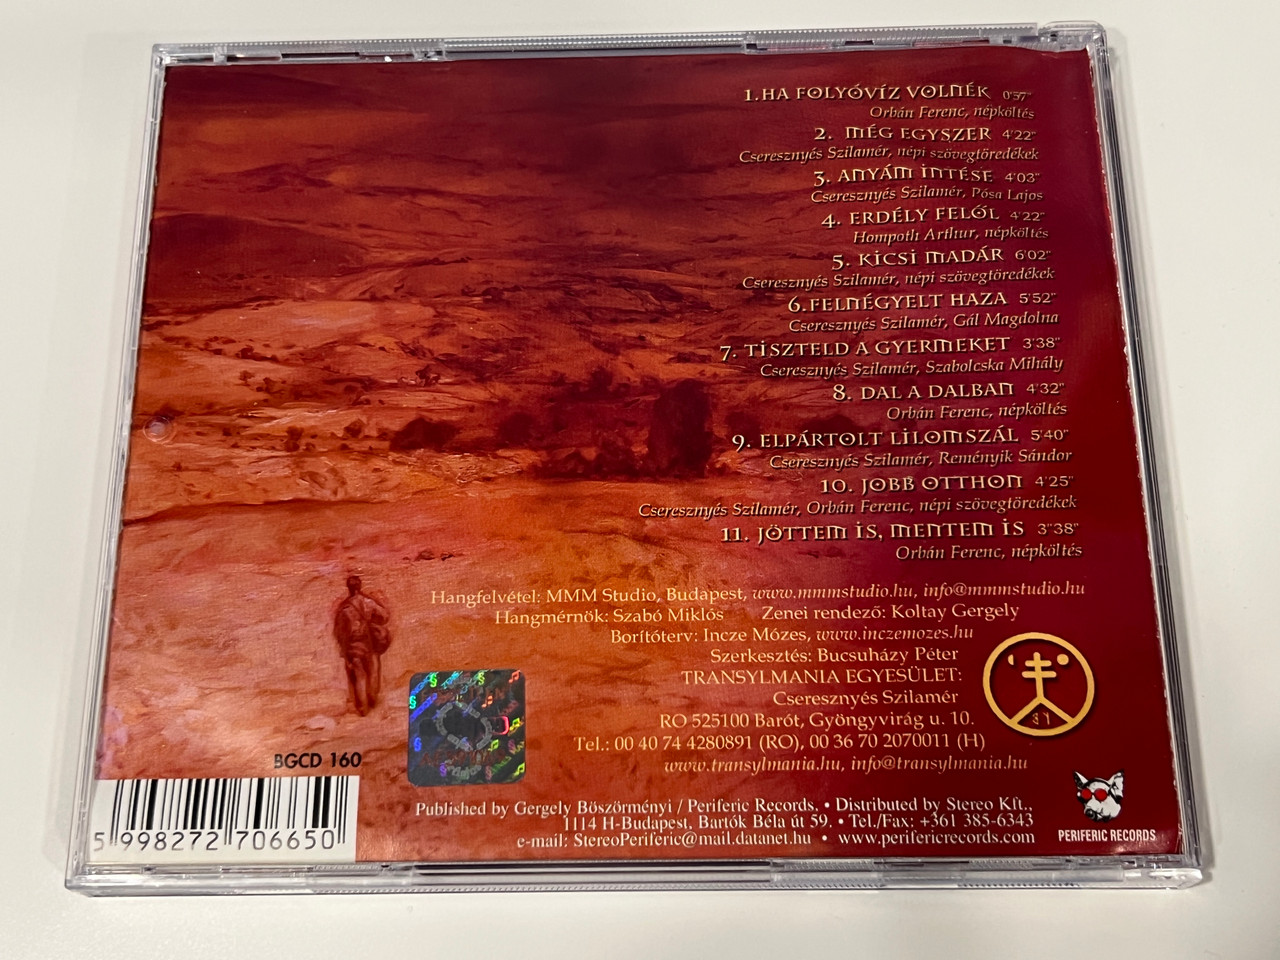 1. HA FOLYÓVÍZ VOLNÉK 0'57"
Orbán Ferenc, népköltés
2. MÉG EGYSZER 4'22"
Cseresznyés Szilamér, népi szövegtöredékek
3. ANYÁM INTÉSE 4'03"
Cseresznyés Szilamér, Pósa Lajos
4. ERDÉLY FELŐL 4'22"
Hompoth Arthur, népköltés
5. KICSI MADÁR 6'02"
Cseresznyés Szilamér, népi szövegtöredékek
6. FELNÉGYELT HAZA 5'52"
Cseresznyés Szilamér, Gál Magdolna
7. TISZTELD A GYERMEKET 3'38"
Cseresznyés Szilamér, Szabolcska Mihály
8. DAL A DALBAN 4'32"
Orbán Ferenc, népköltés
9. ELPÁRTOLT LILOMSZÁL 5'40"
Cseresznyés Szilamér, Reményik Sándor
10. JOBB OTTHON 4'25"
Cseresznyés Szilamér, Orbán Ferenc, népi szövegtöredékek
11. JÖTTEM IS, MENTEM IS 3"38"
Orbán Ferenc, népköltés
Hangfelvétel: MMM Studio, Budapest, www.mmmstudio.hu, info@mmmstudio.hu
Hangmérnök: Szabó Miklós Zenei rendező: Koltay Gergely
Borítóterv: Incze Mózes, www.inczemozes.hu
Szerkesztés: Bucsuházy Péter
TRANSYLMANIA EGYESÜLET:
Cseresznyés Szilamér
RO 525100 Barót, Gyöngyvirág u. 10.
Tel.: 00 40 74 4280891 (RO), 00 36 70 2070011 (H)
www.transylmania.hu, info@transylmania.hu
BGCD 160
5 998272 706650
Published by Gergely Böszörményi / Periferic Records. • Distributed by Stereo Kft.,
1114 H-Budapest, Bartók Béla út 59. • Tel./Fax: +361 385-6343
e-mail: StereoPeriferic@mail.datanet.hu • www.perifericrecords.com
PERIFERIC RECORDS